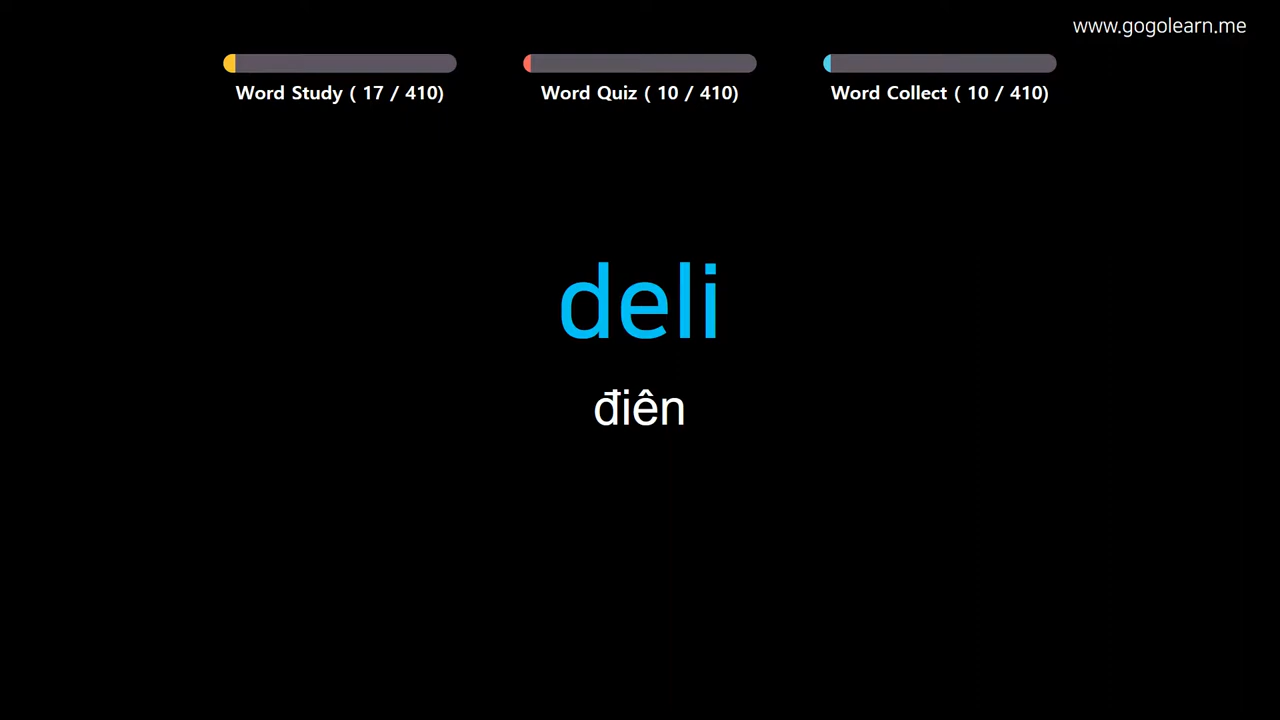 www.gogolearn.me
Word Study ( 17 / 410)
Word Quiz ( 10 / 410)
Word Collect ( 10 / 410)
deli
điên